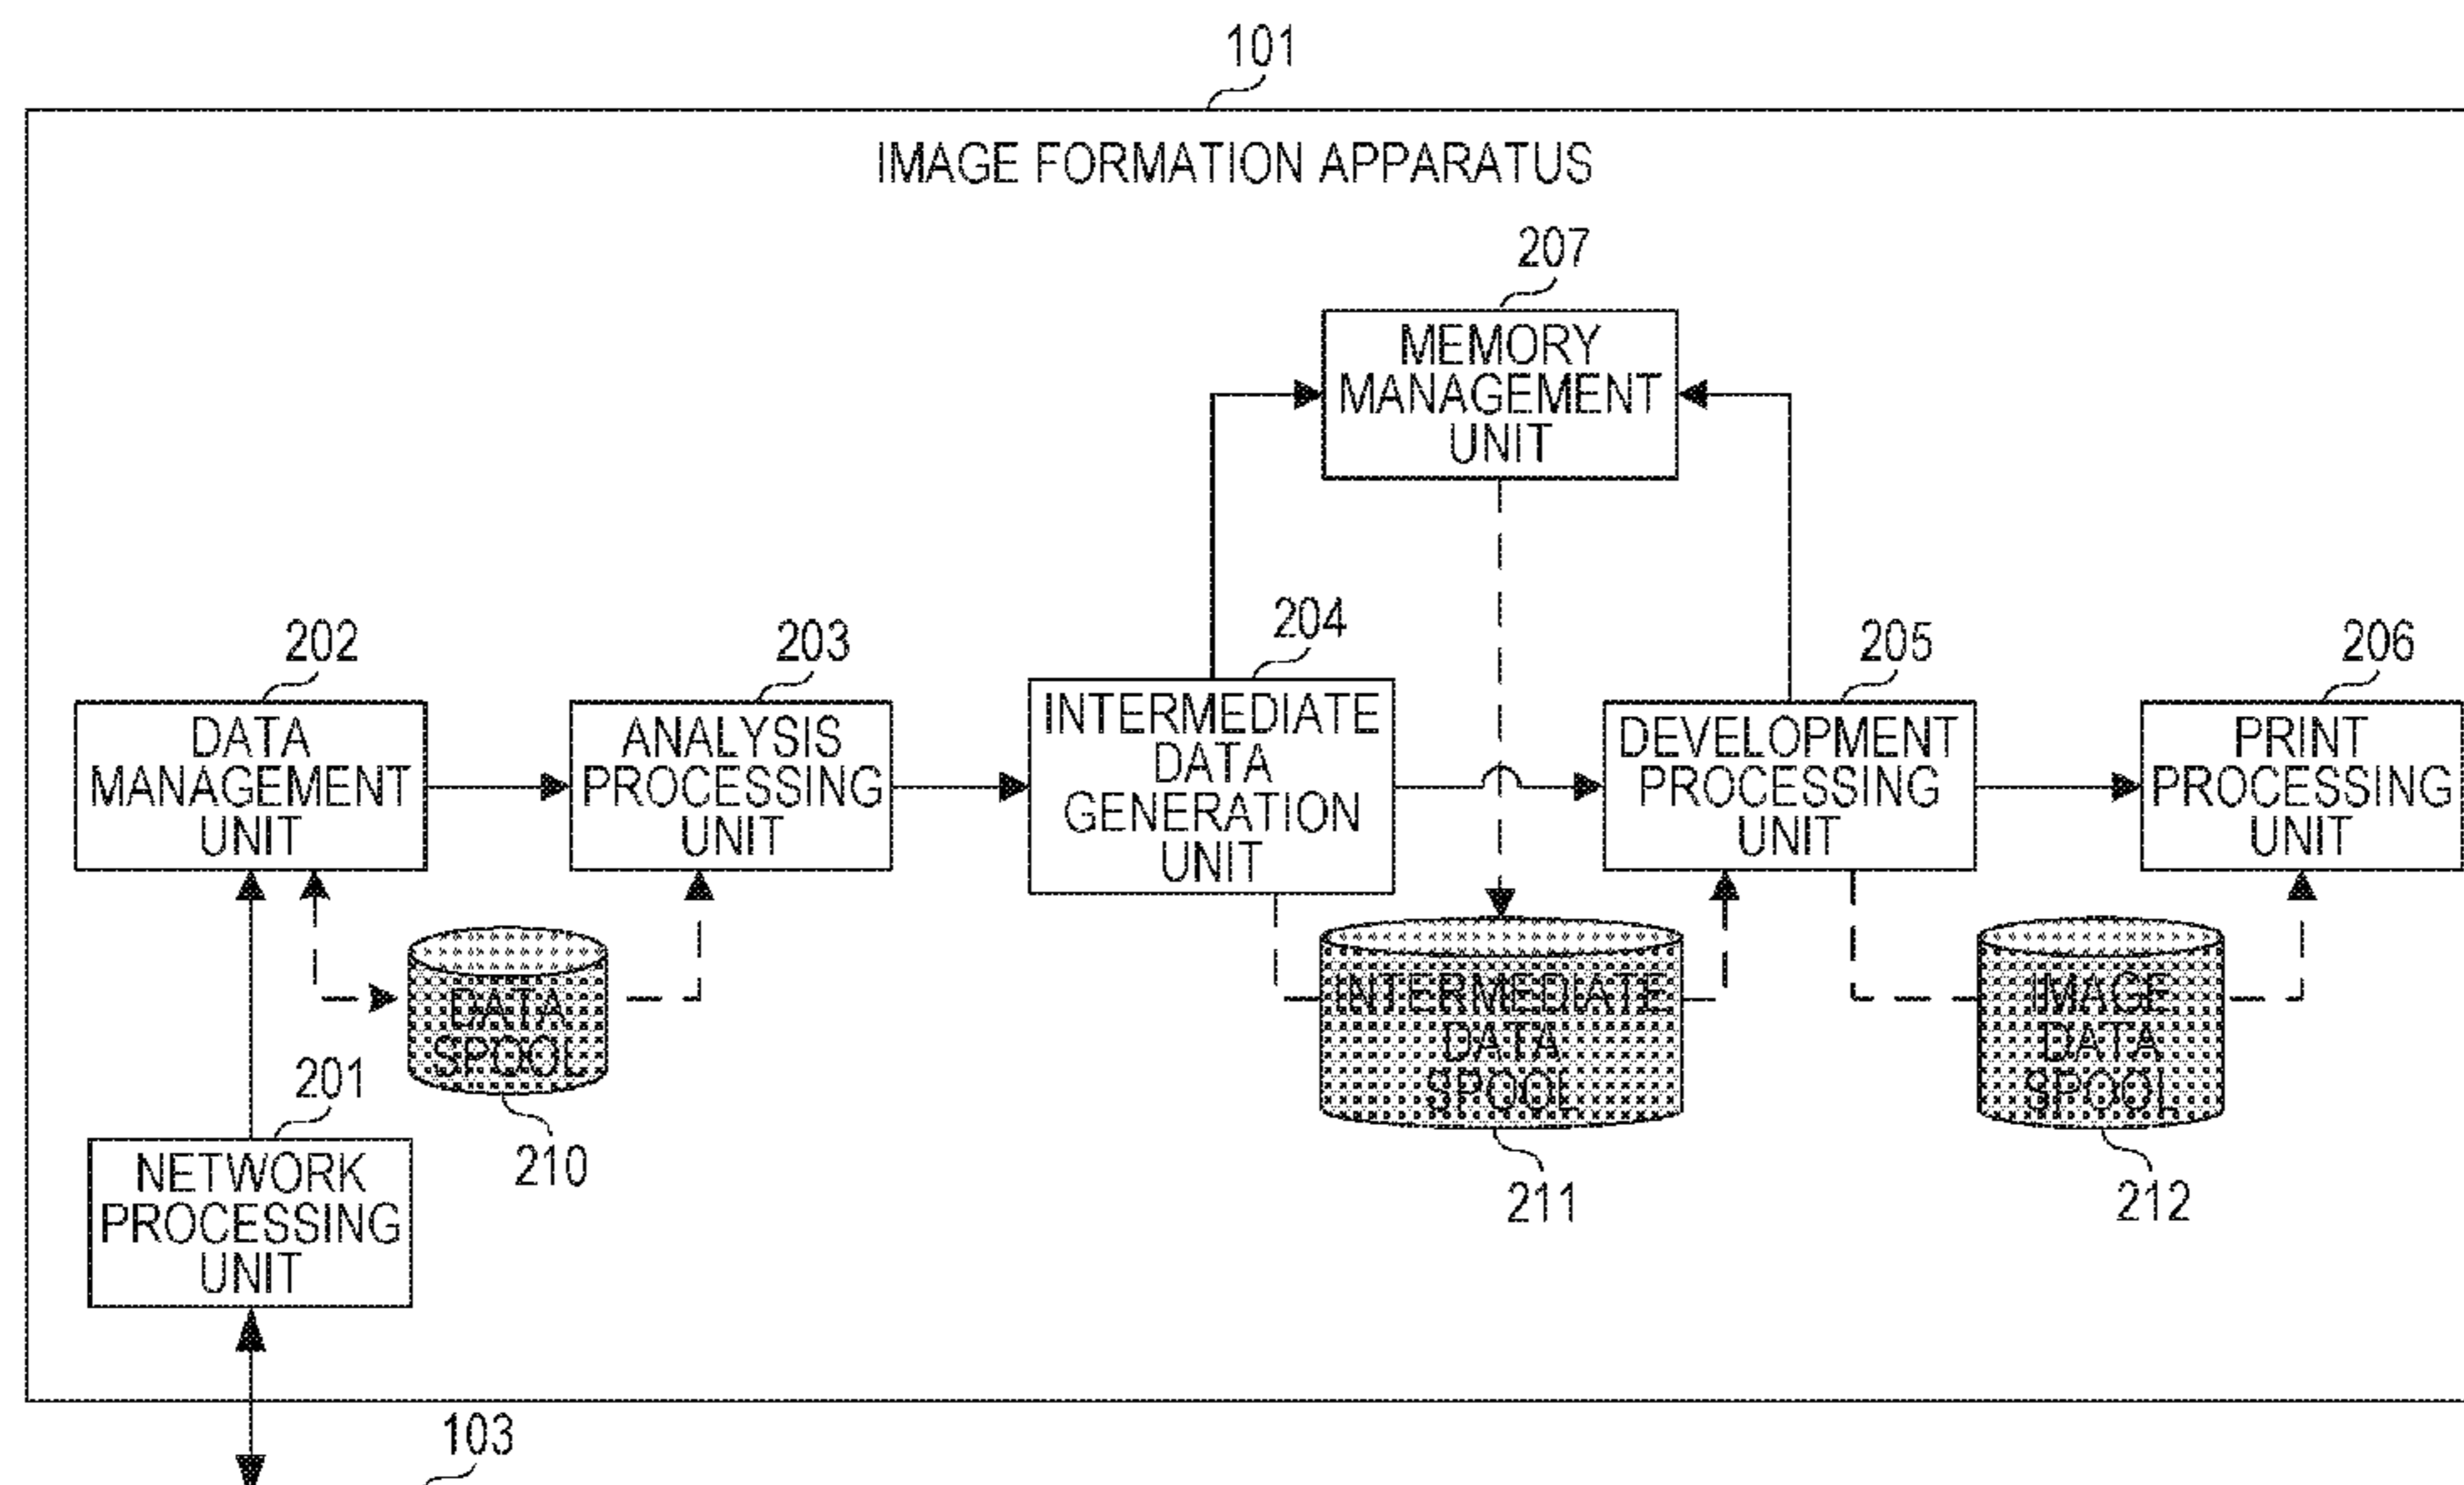 101
IMAGE FORMATION APPARATUS
207
MEMORY
MANAGEMENT
UNIT
202
DATA
MANAGEMENT
UNIT
203
ANALYSIS
PROCESSING
UNIT
204
INTERMEDIATE
DATA
GENERATION
UNIT
205
DEVELOPMENT
PROCESSING
UNIT
206
PRINT
PROCESSING
UNIT
DATA
SPOOL
210
INTERMEDIATE
DATA
SPOOL
211
IMAGE
DATA
SPOOL
212
201
NETWORK
PROCESSING
UNIT
103